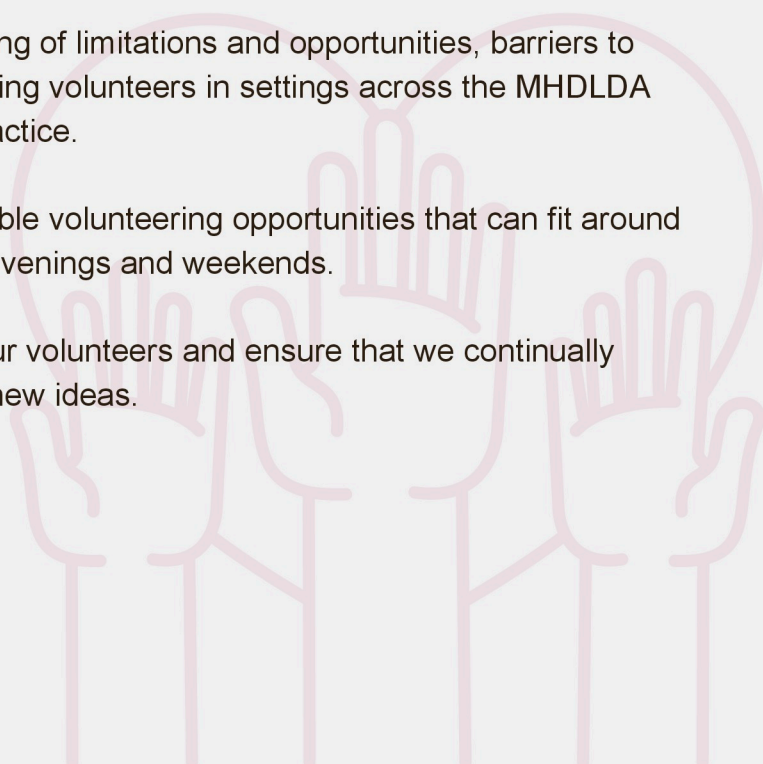 ng of limitations and opportunities, barriers to
ing volunteers in settings across the MHDLDA
actice.
ble volunteering opportunities that can fit around
venings and weekends.
ur volunteers and ensure that we continually
new ideas.